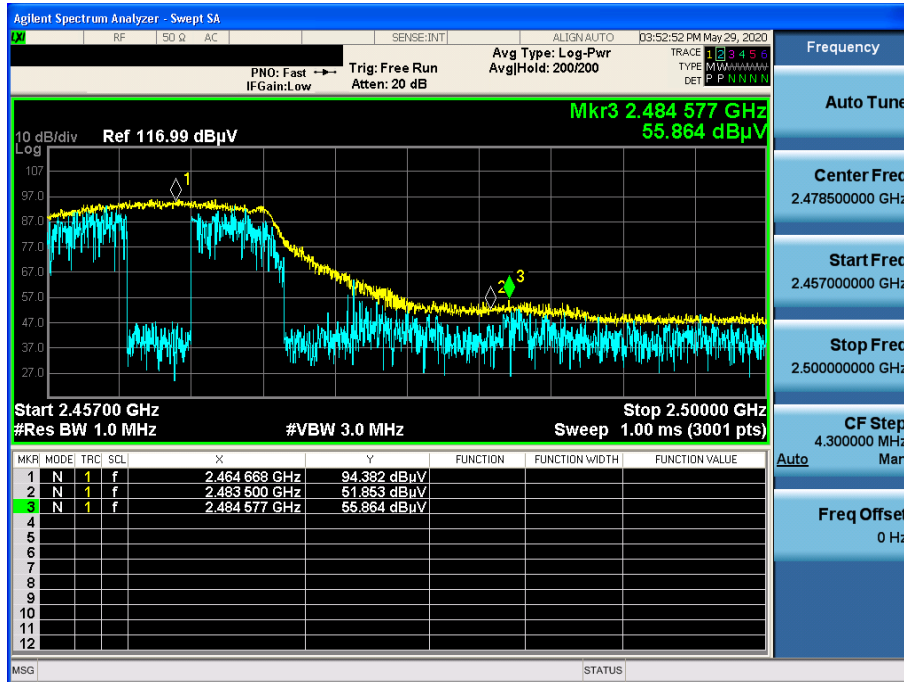 Agilent Spectrum Analyzer - Swept SA
LXI RF 50 Ω AC SENSE:INT ALIGN AUTO 03:52:52 PM May 29, 2020
PNO: Fast Trig: Free Run Avg Type: Log-Pwr TRACE 1 2 3 4 5 6
IFGain:Low Atten: 20 dB Avg|Hold: 200/200 TYPE MWWWWWW
DET P P N N N N
Mkr3 2.484 577 GHz
55.864 dBµV
10 dB/div Ref 116.99 dBµV
Log
107
97.0
87.0
77.0
67.0
57.0
47.0
37.0
27.0
1
2
3
Start 2.45700 GHz Stop 2.50000 GHz
#Res BW 1.0 MHz #VBW 3.0 MHz Sweep 1.00 ms (3001 pts)
MKR MODE TRC SCL X Y FUNCTION FUNCTION WIDTH FUNCTION VALUE
1 N 1 f 2.464 668 GHz 94.382 dBµV
2 N 1 f 2.483 500 GHz 51.853 dBµV
3 N 1 f 2.484 577 GHz 55.864 dBµV
4
5
6
7
8
9
10
11
12
MSG STATUS
Frequency
Auto Tune
Center Freq
2.478500000 GHz
Start Freq
2.457000000 GHz
Stop Freq
2.500000000 GHz
CF Step
4.300000 MHz
Auto Man
Freq Offset
0 Hz